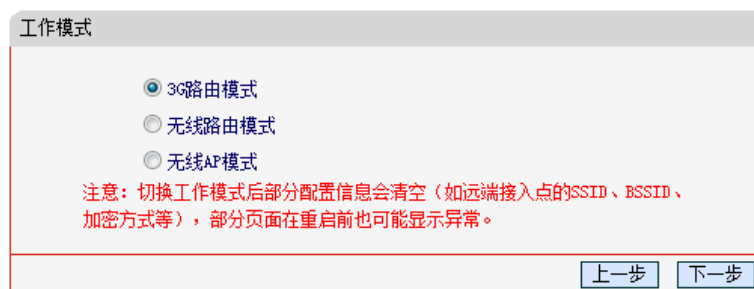 工作模式
3G路由模式
无线路由模式
无线AP模式
注意：切换工作模式后部分配置信息会清空（如远端接入点的SSID、BSSID、
加密方式等），部分页面在重启前也可能显示异常。
上一步 下一步